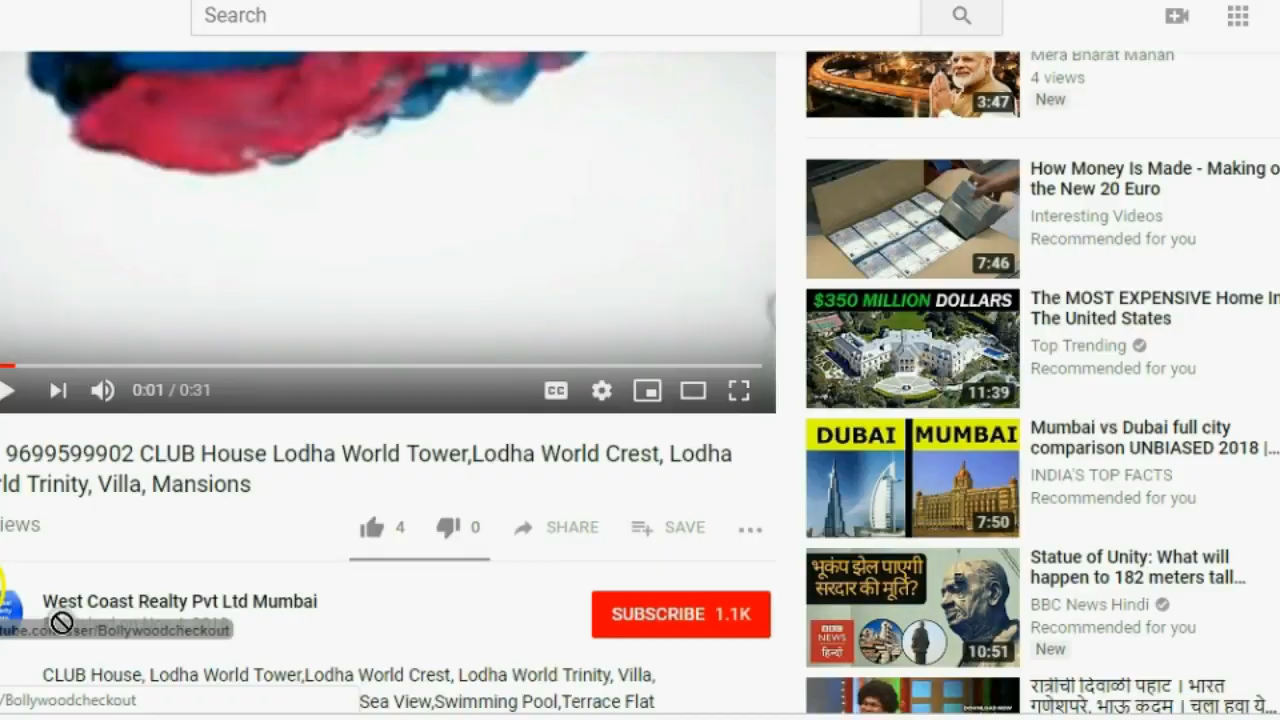 Search
Mera Bharat Mahan
4 views
New
3:47
How Money Is Made - Making o
the New 20 Euro
Interesting Videos
Recommended for you
7:46
$350 MILLION DOLLARS
The MOST EXPENSIVE Home In
The United States
Top Trending
Recommended for you
11:39
DUBAI MUMBAI
Mumbai vs Dubai full city
comparison UNBIASED 2018 |...
INDIA'S TOP FACTS
Recommended for you
7:50
भूकंप झेल पाएगी
सरदार की मूर्ति?
BBC
NEWS
हिन्दी
Statue of Unity: What will
happen to 182 meters tall...
BBC News Hindi
Recommended for you
New
10:51
रात्रीची दिवाळी पहाट । भारत
गणेशपुरे, भाऊ कदम । चला हवा ये...
0:01 / 0:31
CC
9699599902 CLUB House Lodha World Tower,Lodha World Crest, Lodha
rld Trinity, Villa, Mansions
iews
4
0
SHARE
SAVE
West Coast Realty Pvt Ltd Mumbai
SUBSCRIBE 1.1K
tube.com/user/Bollywoodcheckout
CLUB House, Lodha World Tower,Lodha World Crest, Lodha World Trinity, Villa,
Sea View,Swimming Pool,Terrace Flat
/Bollywoodcheckout